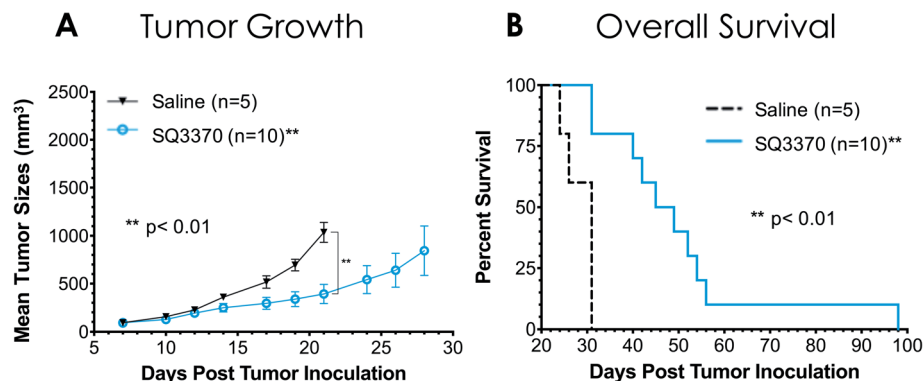 A Tumor Growth
Mean Tumor Sizes (mm³)
2500
2000
1500
1000
500
0
Saline (n=5)
SQ3370 (n=10)**
** p< 0.01
**
5 10 15 20 25 30
Days Post Tumor Inoculation
B Overall Survival
Percent Survival
100
75
50
25
0
Saline (n=5)
SQ3370 (n=10)**
** p< 0.01
20 30 40 50 60 70 80 90 100
Days Post Tumor Inoculation